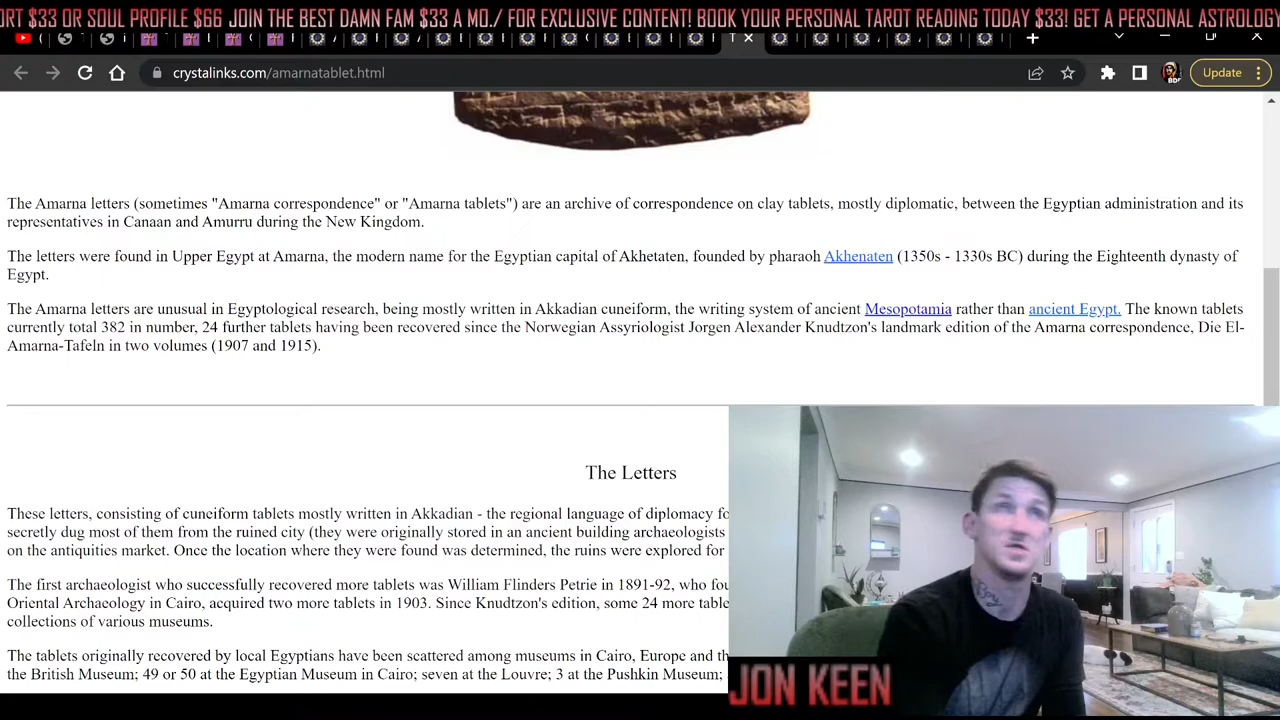 ORT $33 OR SOUL PROFILE $66 JOIN THE BEST DAMN FAM $33 A MO./ FOR EXCLUSIVE CONTENT! BOOK YOUR PERSONAL TAROT READING TODAY $33! GET A PERSONAL ASTROLOGY
crystalinks.com/amarnatablet.html
Update
The Amarna letters (sometimes "Amarna correspondence" or "Amarna tablets") are an archive of correspondence on clay tablets, mostly diplomatic, between the Egyptian administration and its
representatives in Canaan and Amurru during the New Kingdom.
The letters were found in Upper Egypt at Amarna, the modern name for the Egyptian capital of Akhetaten, founded by pharaoh Akhenaten (1350s - 1330s BC) during the Eighteenth dynasty of
Egypt.
The Amarna letters are unusual in Egyptological research, being mostly written in Akkadian cuneiform, the writing system of ancient Mesopotamia rather than ancient Egypt. The known tablets
currently total 382 in number, 24 further tablets having been recovered since the Norwegian Assyriologist Jorgen Alexander Knudtzon's landmark edition of the Amarna correspondence, Die El-
Amarna-Tafeln in two volumes (1907 and 1915).
The Letters
These letters, consisting of cuneiform tablets mostly written in Akkadian - the regional language of diplomacy fo
secretly dug most of them from the ruined city (they were originally stored in an ancient building archaeologists
on the antiquities market. Once the location where they were found was determined, the ruins were explored for
The first archaeologist who successfully recovered more tablets was William Flinders Petrie in 1891-92, who fou
Oriental Archaeology in Cairo, acquired two more tablets in 1903. Since Knudtzon's edition, some 24 more table
collections of various museums.
The tablets originally recovered by local Egyptians have been scattered among museums in Cairo, Europe and th
the British Museum; 49 or 50 at the Egyptian Museum in Cairo; seven at the Louvre; 3 at the Pushkin Museum;
JON KEEN